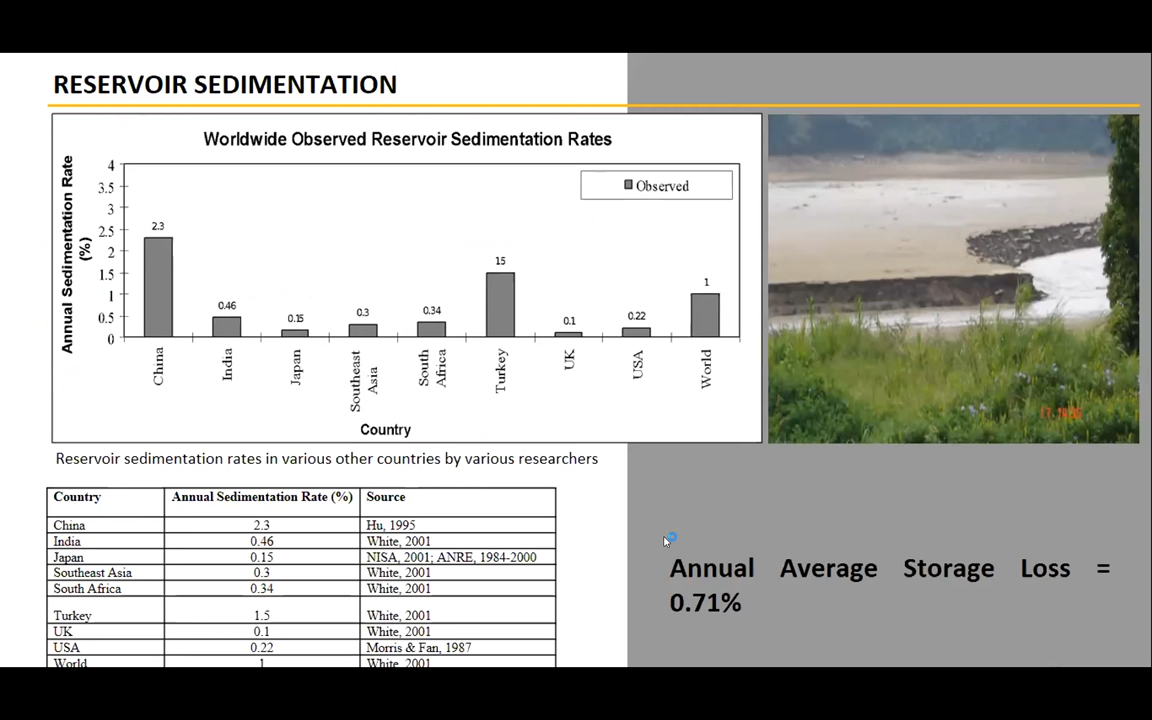 RESERVOIR SEDIMENTATION
Worldwide Observed Reservoir Sedimentation Rates
Annual Sedimentation Rate
(%)
4
3.5
3
2.5
2
1.5
1
0.5
0
Observed
2.3
0.46
0.15
0.3
0.34
15
0.1
0.22
1
China
India
Japan
Southeast
Asia
South
Africa
Turkey
UK
USA
World
Country
Reservoir sedimentation rates in various other countries by various researchers
Country Annual Sedimentation Rate (%) Source
China 2.3 Hu, 1995
India 0.46 White, 2001
Japan 0.15 NISA, 2001; ANRE, 1984-2000
Southeast Asia 0.3 White, 2001
South Africa 0.34 White, 2001
Turkey 1.5 White, 2001
UK 0.1 White, 2001
USA 0.22 Morris & Fan, 1987
World 1 White, 2001
Annual Average Storage Loss =
0.71%